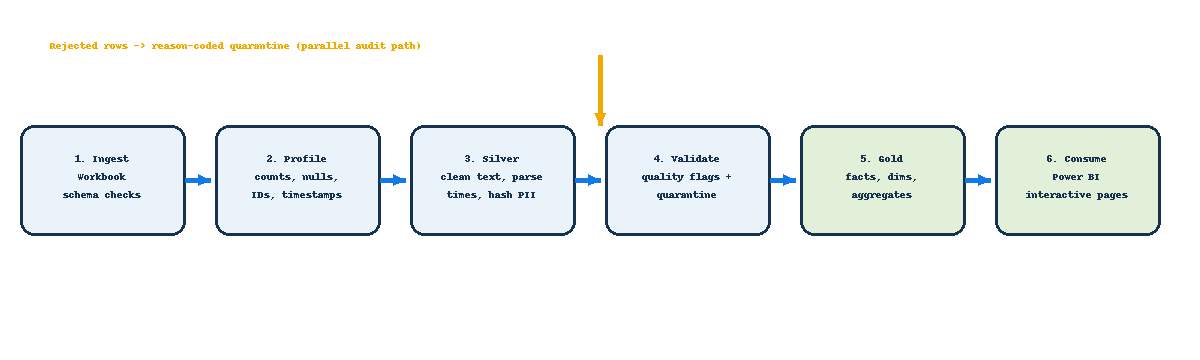 Rejected rows -> reason-coded quarantine (parallel audit path)
1. Ingest
Workbook
schema checks
2. Profile
counts, nulls,
IDs, timestamps
3. Silver
clean text, parse
times, hash PII
4. Validate
quality flags +
quarantine
5. Gold
facts, dims,
aggregates
6. Consume
Power BI
interactive pages